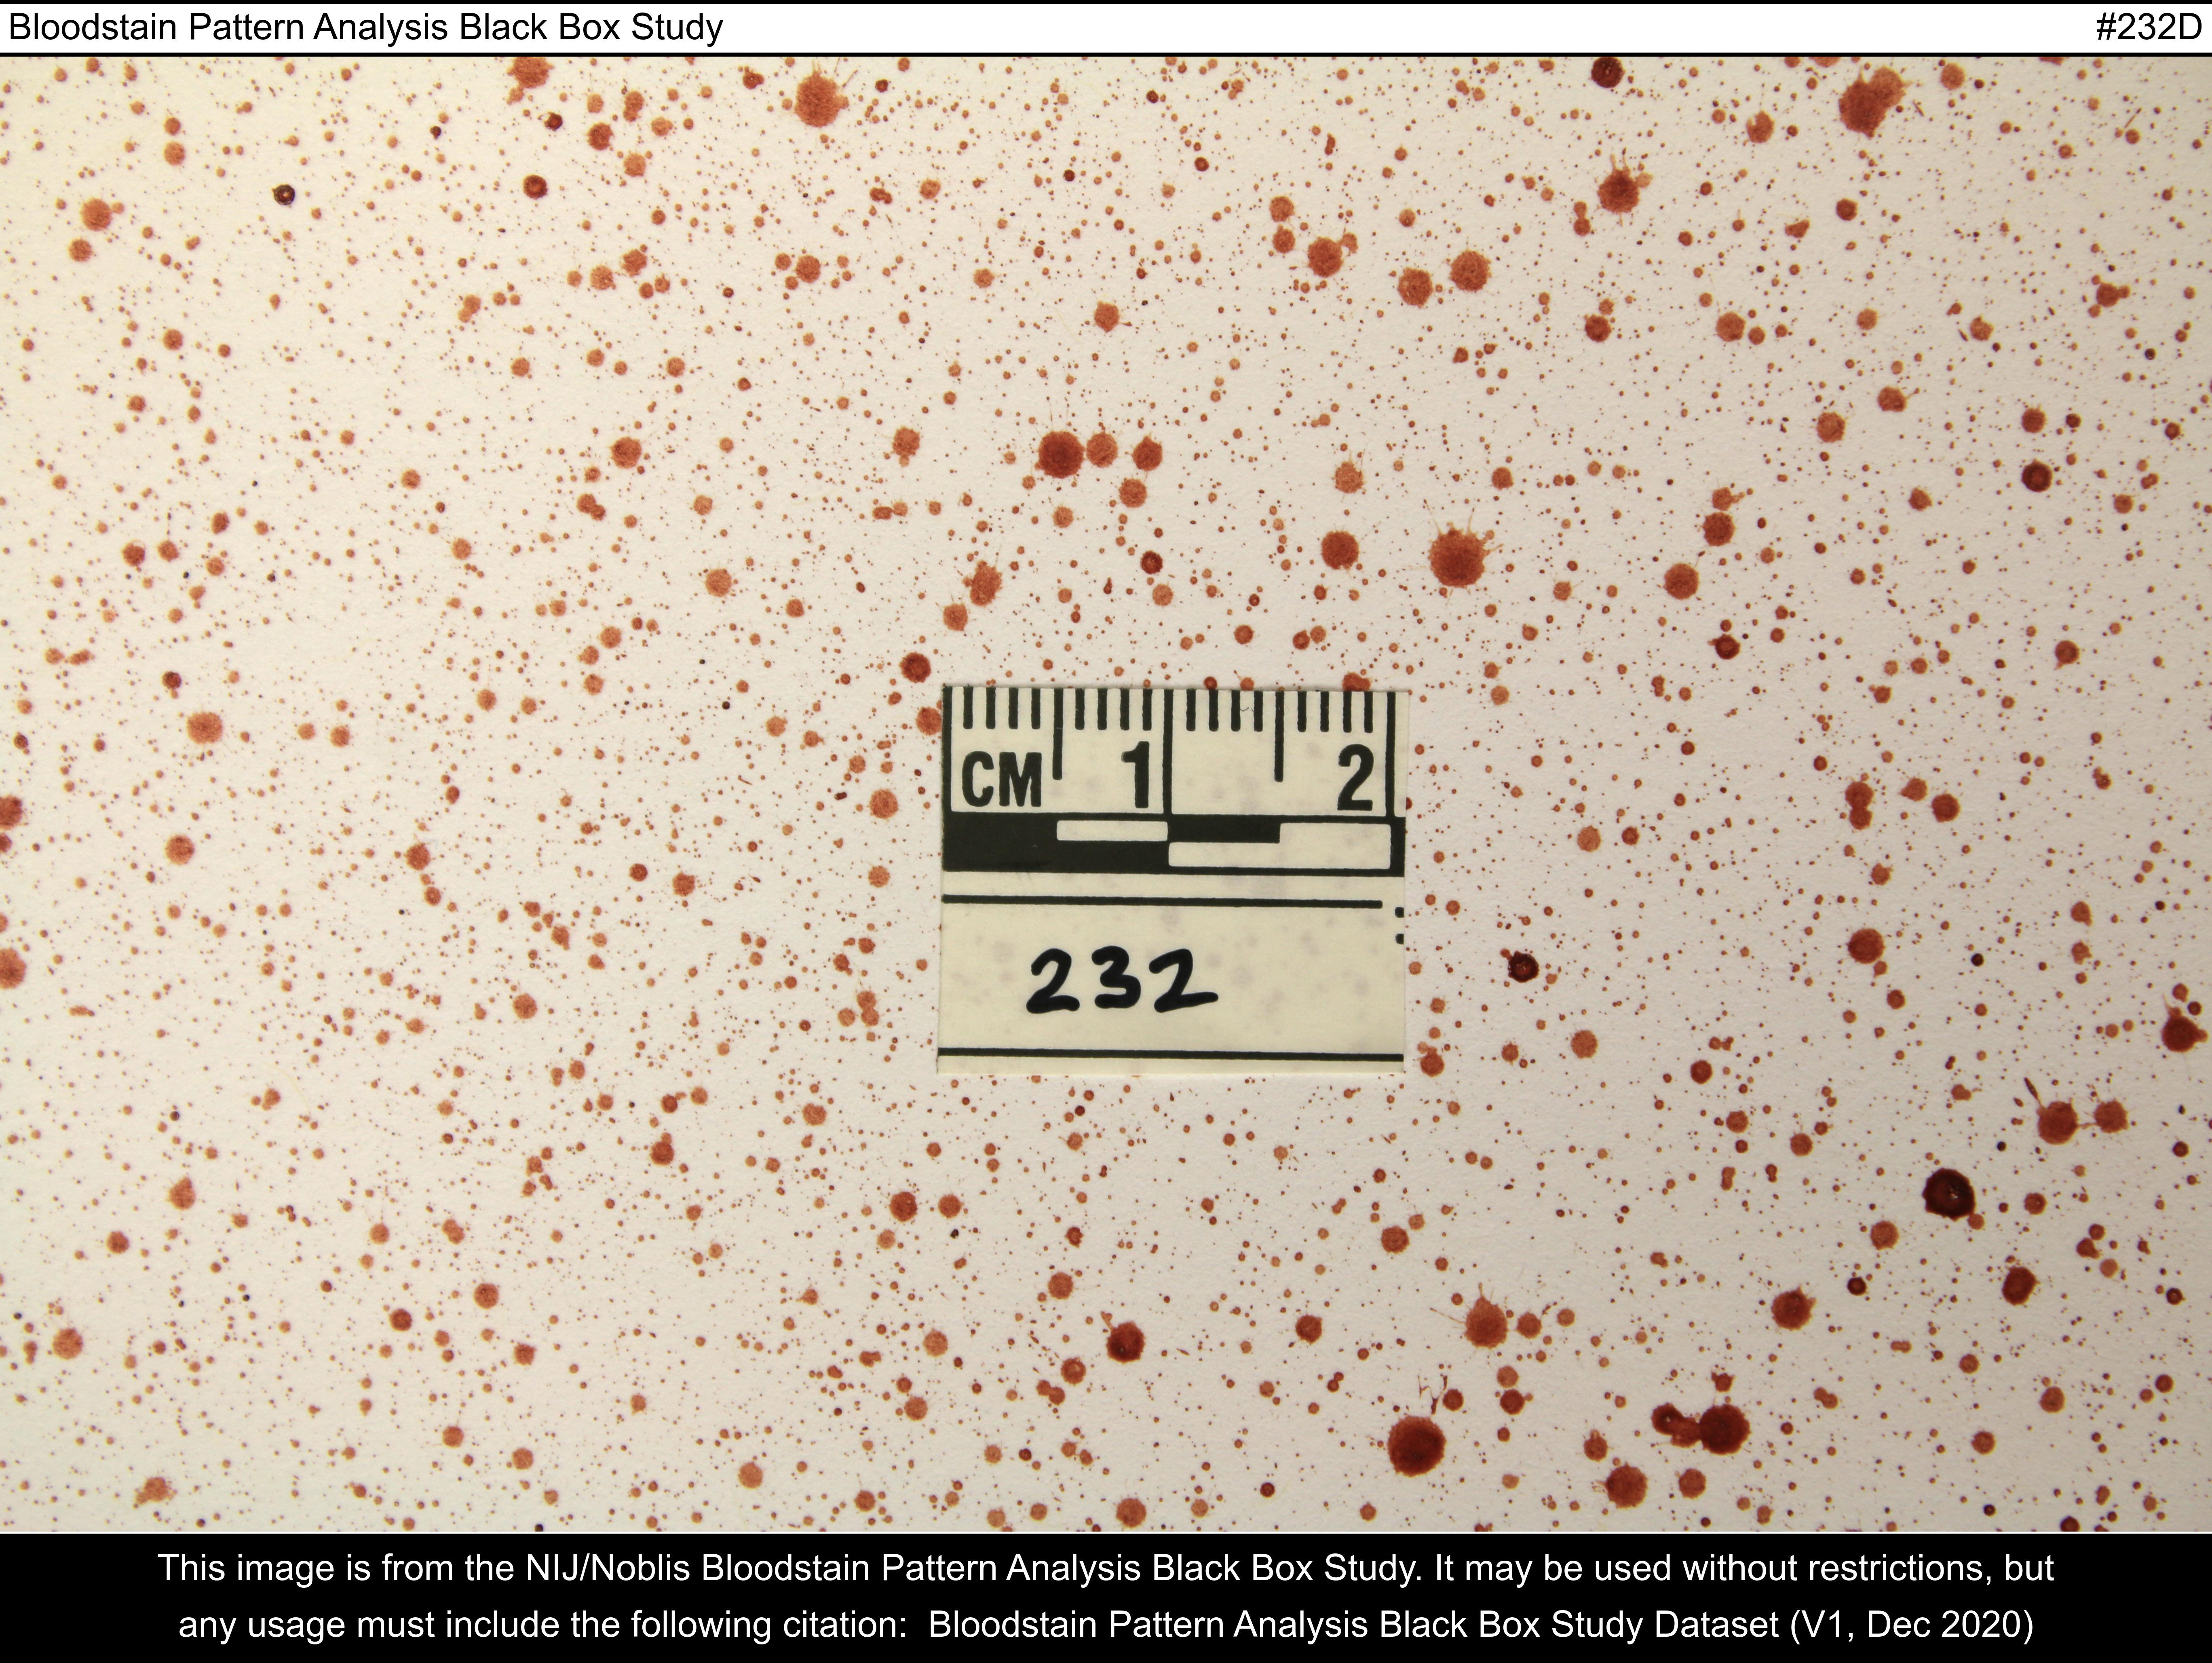 Bloodstain Pattern Analysis Black Box Study #232D
CM 1 2
232
This image is from the NIJ/Noblis Bloodstain Pattern Analysis Black Box Study. It may be used without restrictions, but
any usage must include the following citation:  Bloodstain Pattern Analysis Black Box Study Dataset (V1, Dec 2020)